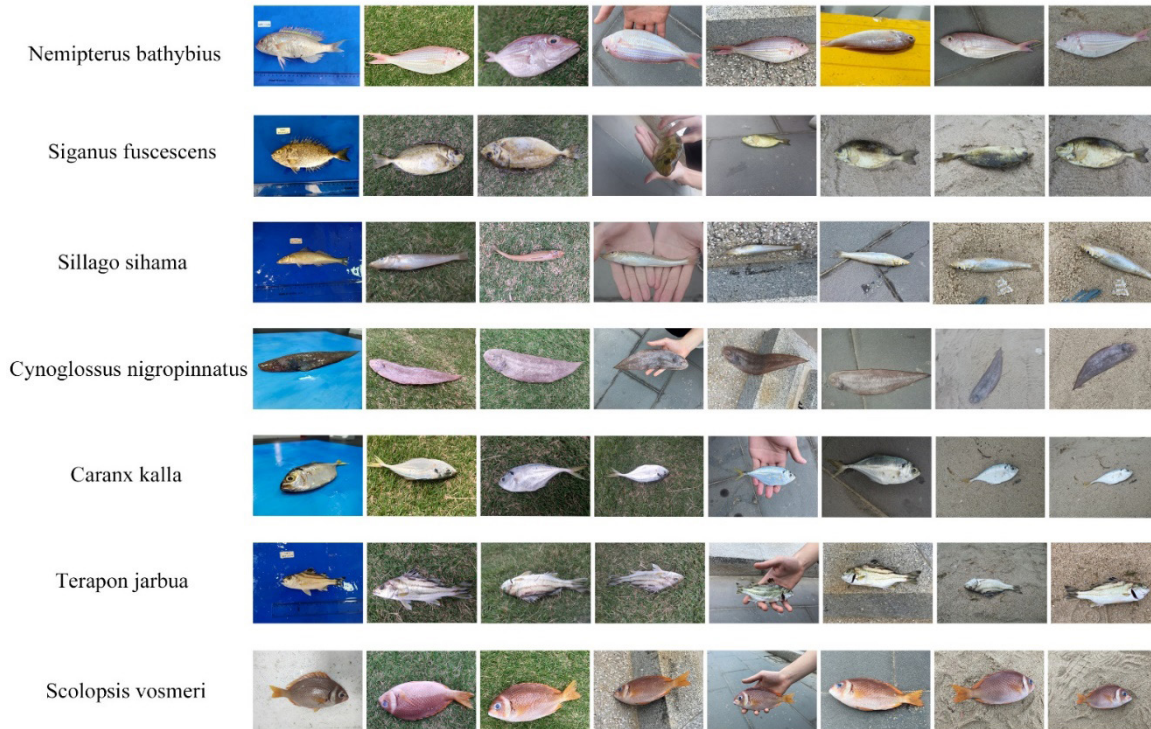 Nemipterus bathybius
Siganus fuscescens
Sillago sihama
Cynoglossus nigropinnatus
Caranx kalla
Terapon jarbua
Scolopsis vosmeri